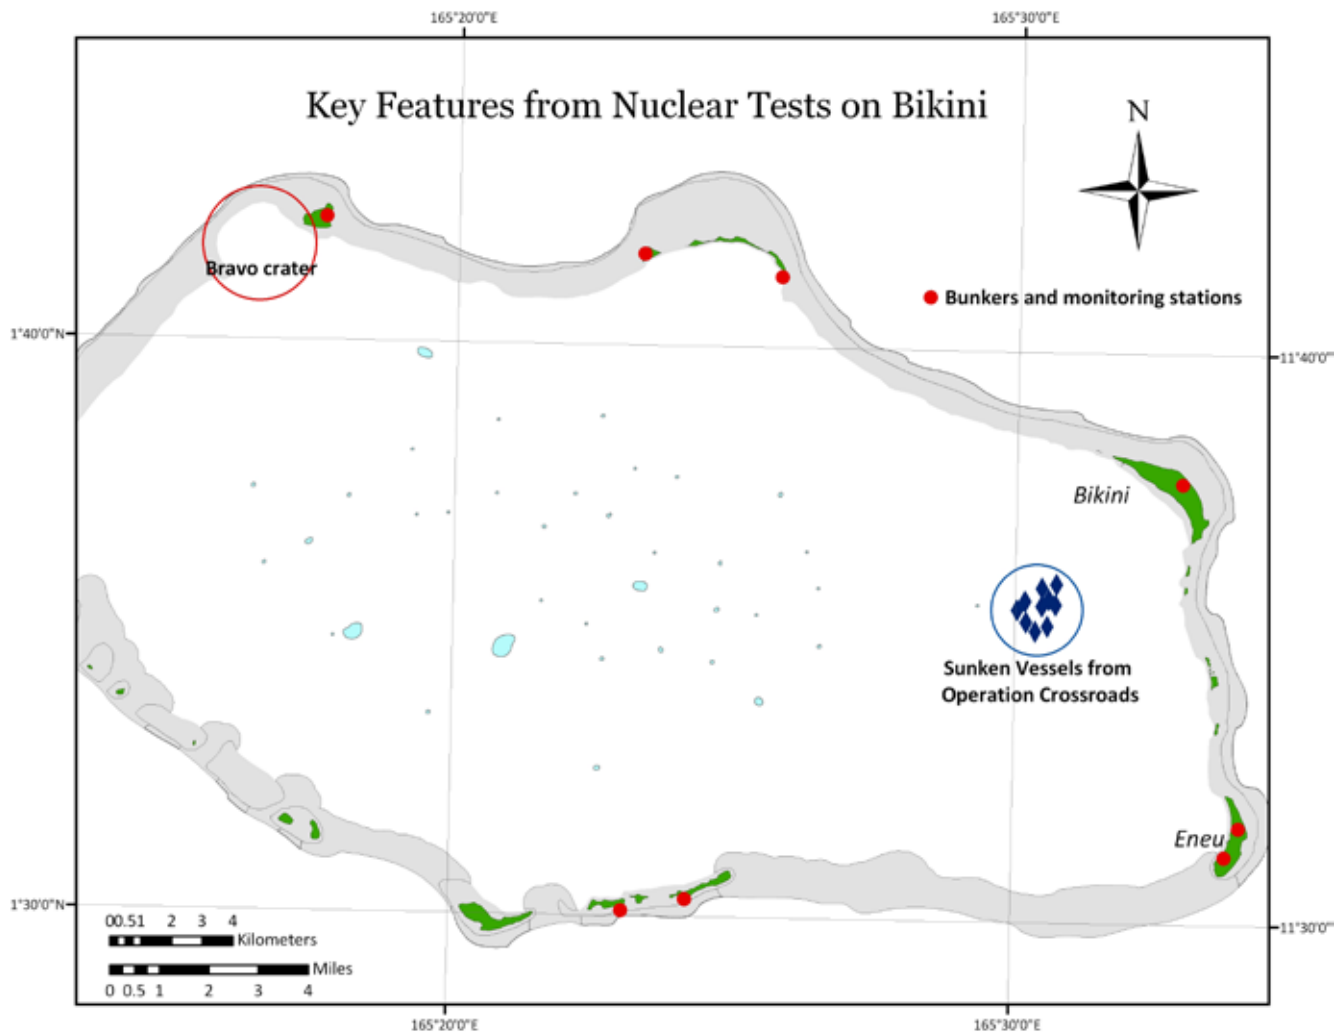 165°20'0"E
165°30'0"E
Key Features from Nuclear Tests on Bikini
N
Bravo crater
Bunkers and monitoring stations
1°40'0"N
11°40'0"
Bikini
Sunken Vessels from
Operation Crossroads
Eneu
1°30'0"N
11°30'0"
00.51 2 3 4
Kilometers
Miles
0 0.5 1 2 3 4
165°20'0"E
165°30'0"E